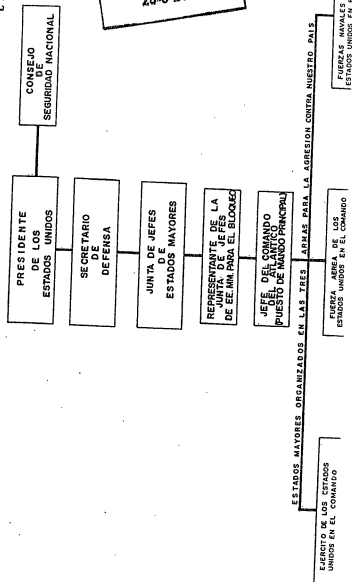 CONSEJO
DE
SEGURIDAD NACIONAL
PRESIDENTE
DE LOS
ESTADOS UNIDOS
SECRETARIO
DE
DEFENSA
JUNTA DE JEFES
DE
ESTADOS MAYORES
REPRESENTANTE DE LA
JUNTA DE JEFES
DE EE.MM. PARA EL BLOQUEO
JEFE DEL COMANDO
DEL ATLANTICO
(PUESTO DE MANDO PRINCIPAL)
ESTADOS MAYORES ORGANIZADOS EN LAS TRES ARMAS PARA LA AGRESION CONTRA NUESTRO PAIS
EJERCITO DE LOS ESTADOS
UNIDOS EN EL COMANDO
FUERZA AEREA DE LOS
ESTADOS UNIDOS EN EL COMANDO
FUERZAS NAVALES
ESTADOS UNIDOS EN